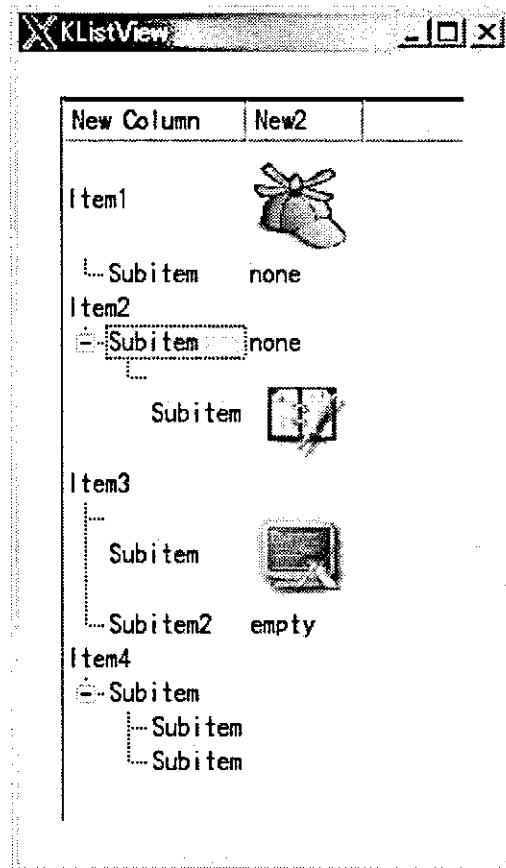 KListView
New Column New2
Item1
Subitem none
Item2
Subitem none
Subitem
Item3
Subitem
Subitem2 empty
Item4
Subitem
Subitem
Subitem